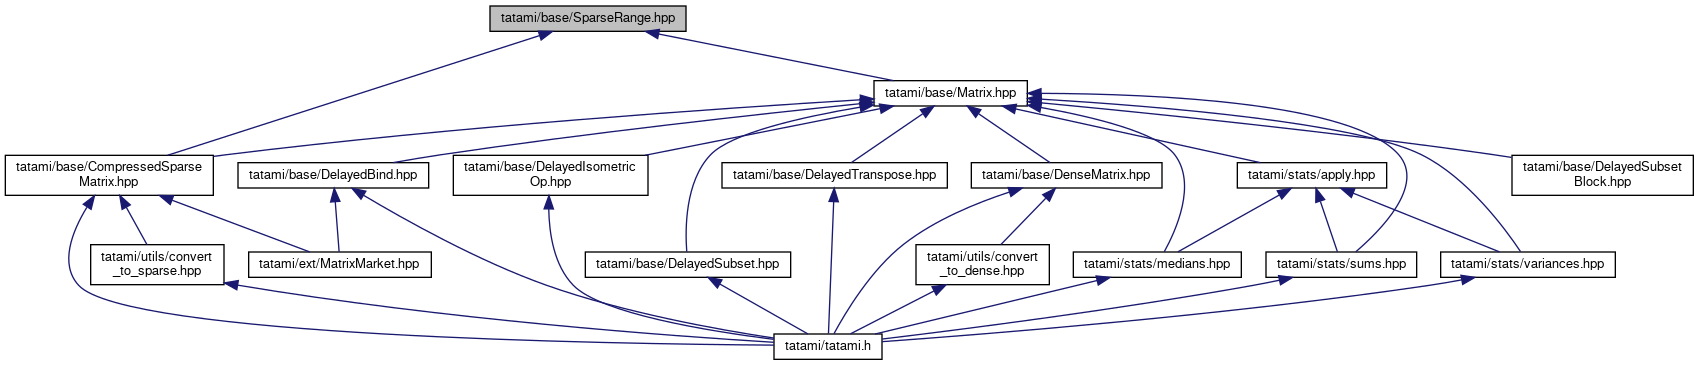 tatami/base/SparseRange.hpp
tatami/base/Matrix.hpp
tatami/base/CompressedSparse
Matrix.hpp
tatami/base/DelayedBind.hpp
tatami/base/DelayedIsometric
Op.hpp
tatami/base/DelayedTranspose.hpp
tatami/base/DenseMatrix.hpp
tatami/stats/apply.hpp
tatami/base/DelayedSubset
Block.hpp
tatami/utils/convert
_to_sparse.hpp
tatami/ext/MatrixMarket.hpp
tatami/base/DelayedSubset.hpp
tatami/utils/convert
_to_dense.hpp
tatami/stats/medians.hpp
tatami/stats/sums.hpp
tatami/stats/variances.hpp
tatami/tatami.h